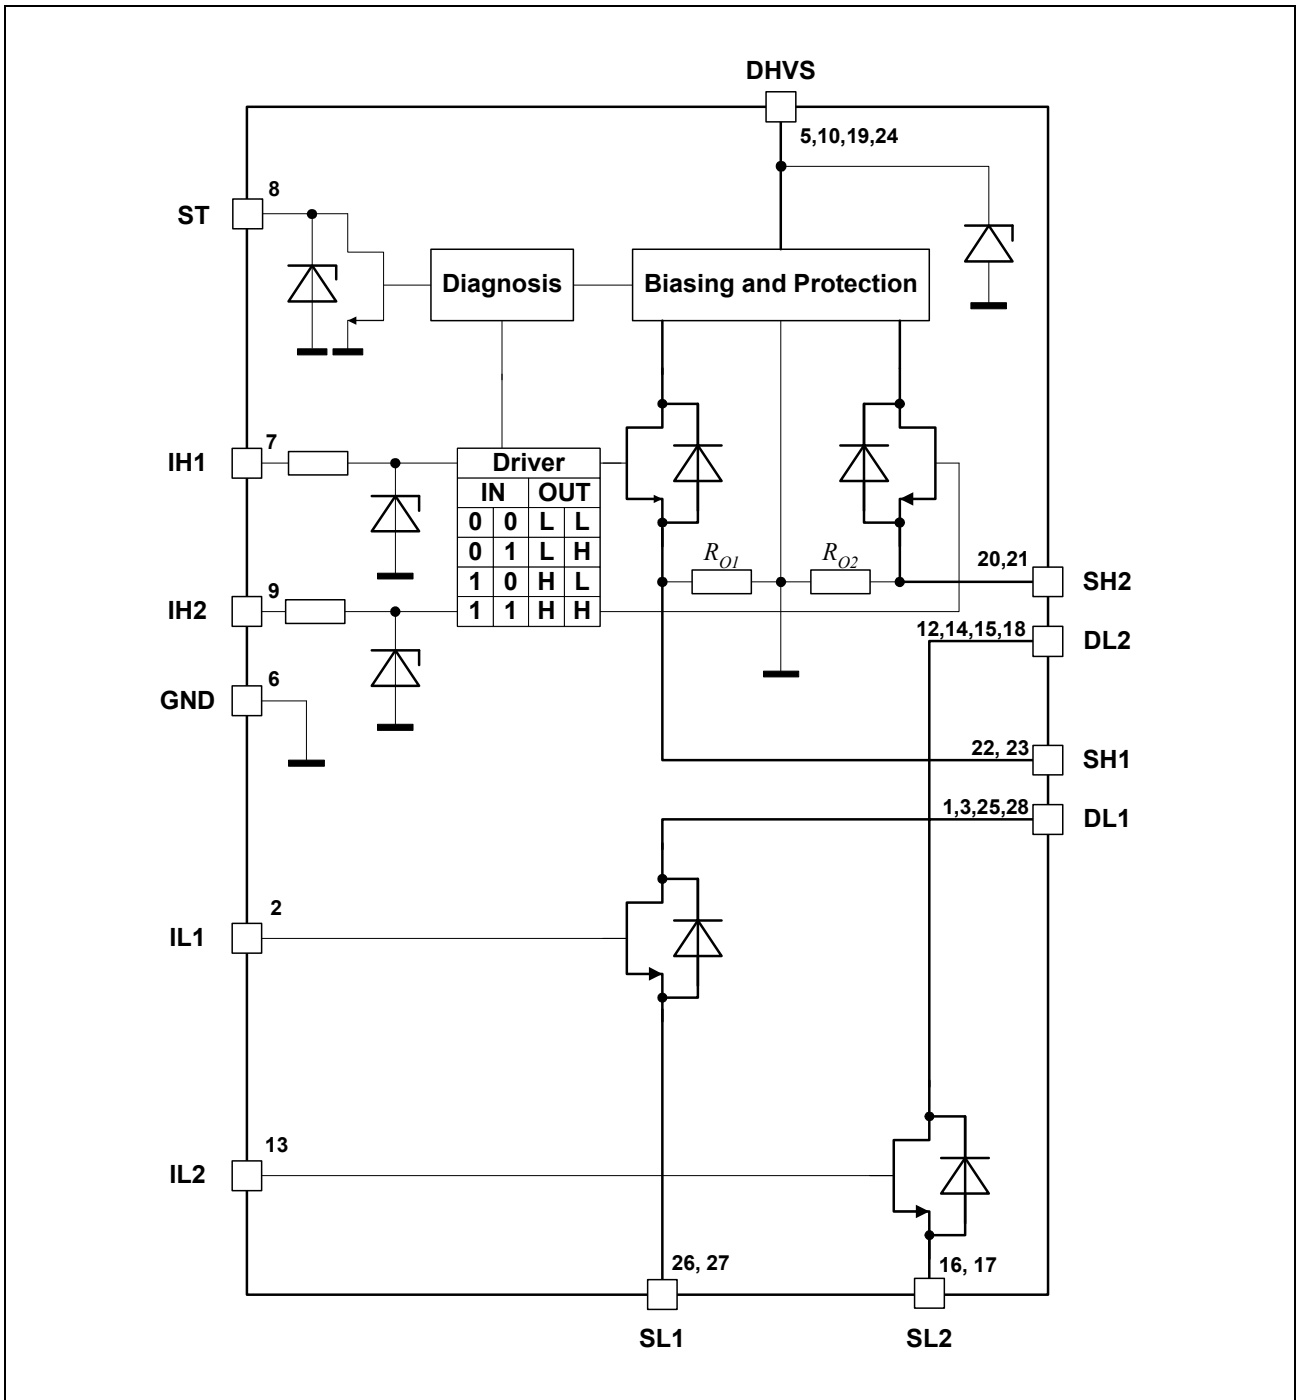 DHVS
5,10,19,24
8
ST
Diagnosis
Biasing and Protection
7
IH1
Driver
IN OUT
0 0 L L
0 1 L H
1 0 H L
1 1 H H
R_O1
R_O2
20,21
SH2
9
IH2
12,14,15,18
DL2
6
GND
22, 23
SH1
1,3,25,28
DL1
2
IL1
13
IL2
26, 27
16, 17
SL1
SL2